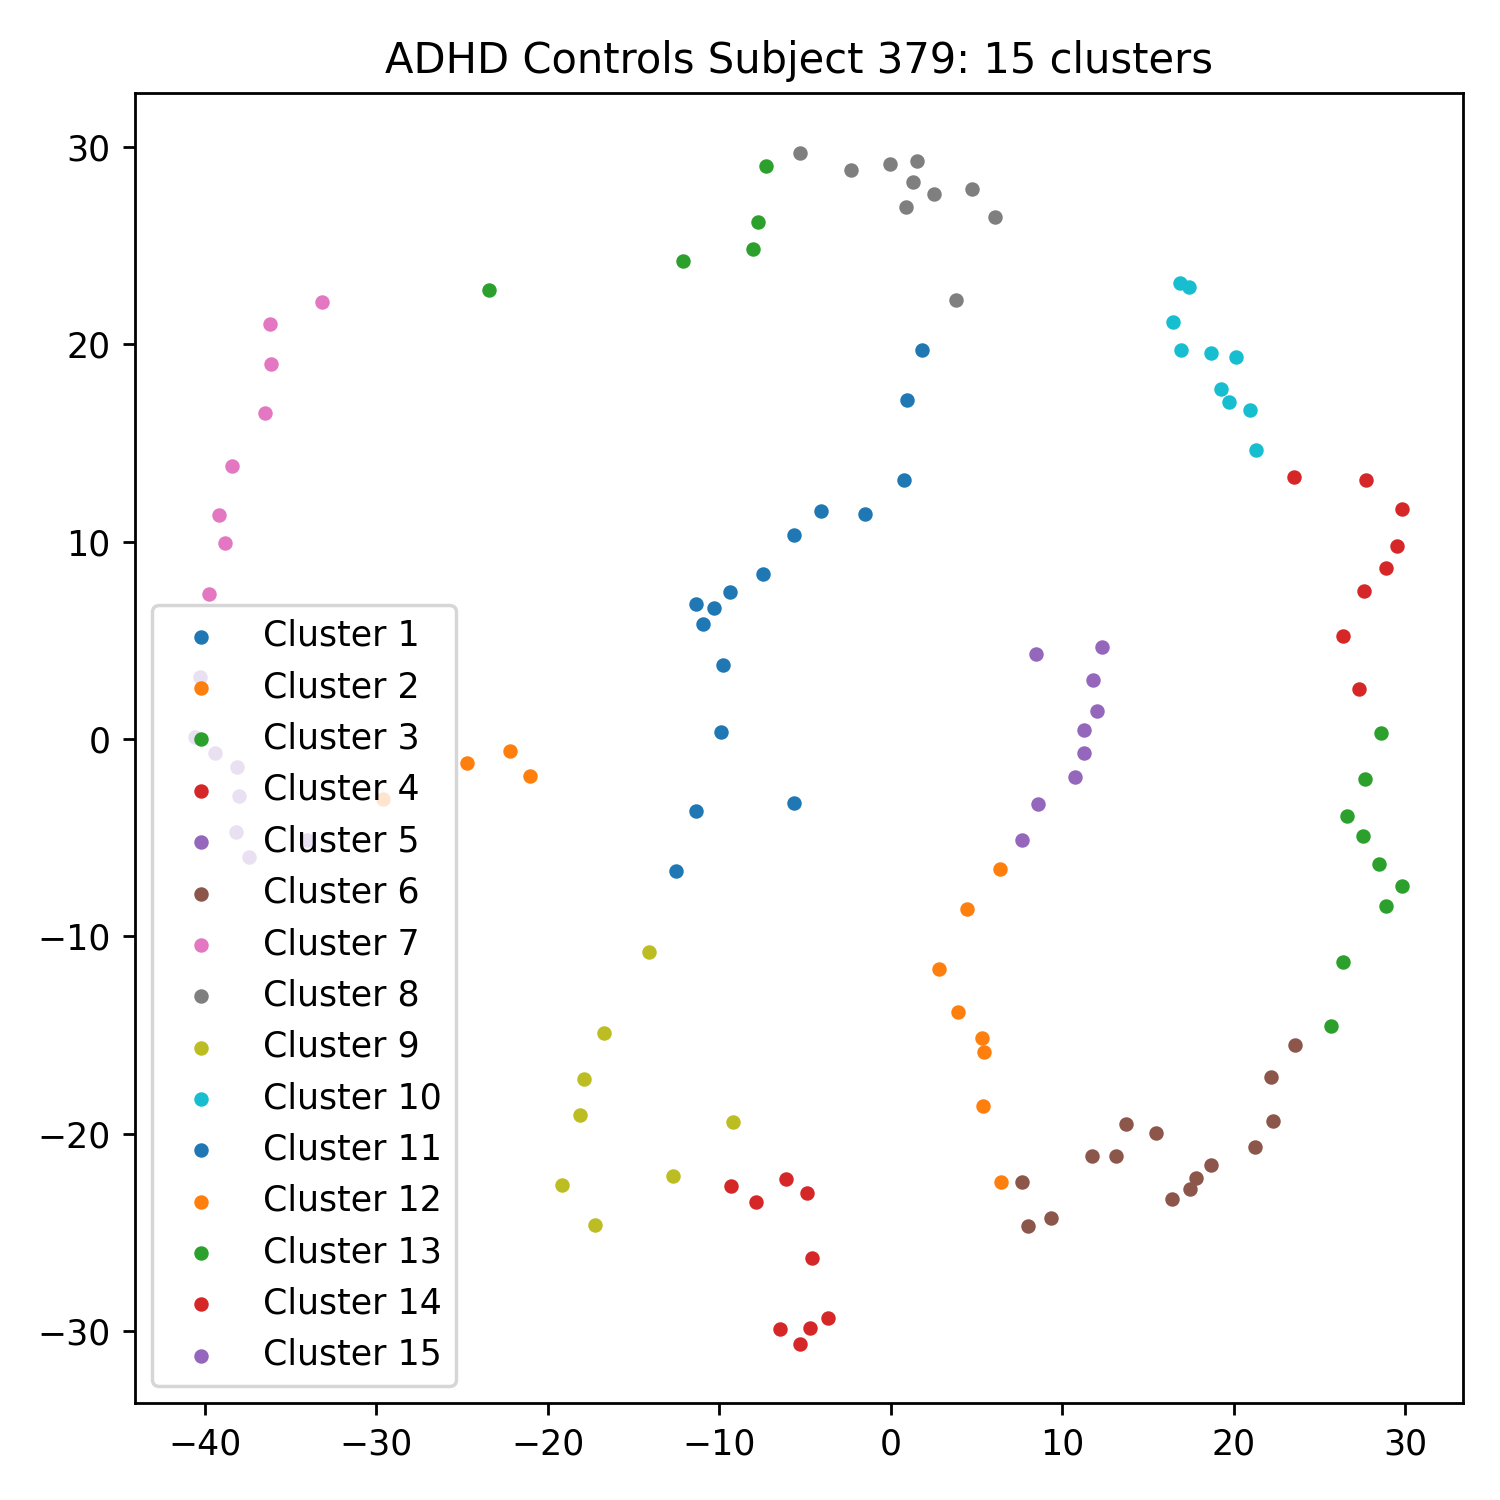 ADHD Controls Subject 379: 15 clusters
30
20
10
0
−10
−20
−30
Cluster 1
Cluster 2
Cluster 3
Cluster 4
Cluster 5
Cluster 6
Cluster 7
Cluster 8
Cluster 9
Cluster 10
Cluster 11
Cluster 12
Cluster 13
Cluster 14
Cluster 15
−40 −30 −20 −10 0 10 20 30